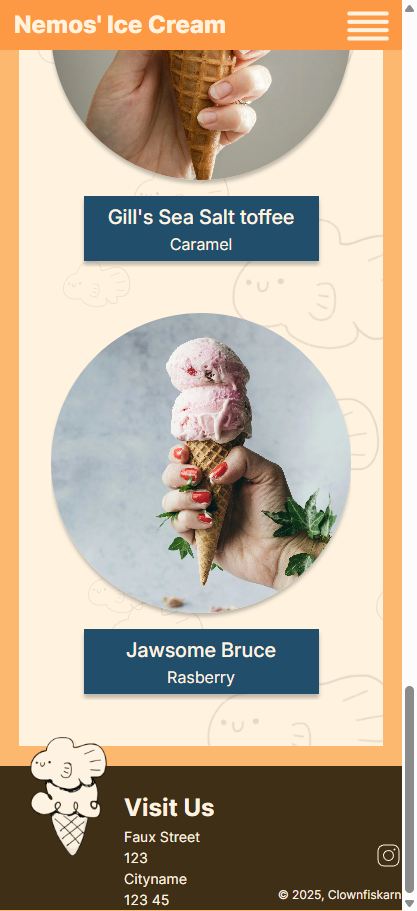 Nemos' Ice Cream
Gill's Sea Salt toffee
Caramel
Jawsome Bruce
Rasberry
Visit Us
Faux Street
123
Cityname
123 45
© 2025, Clownfiskarn